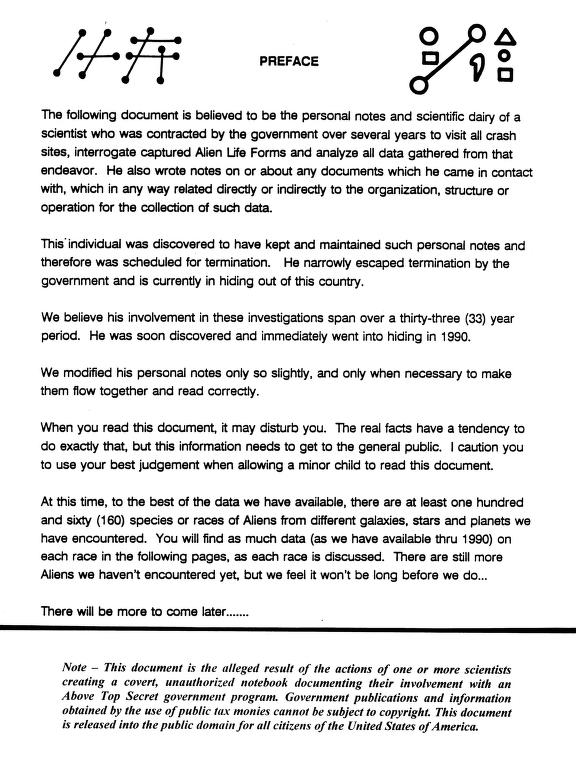 PREFACE
The following document is believed to be the personal notes and scientific dairy of a
scientist who was contracted by the government over several years to visit all crash
sites, interrogate captured Alien Life Forms and analyze all data gathered from that
endeavor. He also wrote notes on or about any documents which he came in contact
with, which in any way related directly or indirectly to the organization, structure or
operation for the collection of such data.
This individual was discovered to have kept and maintained such personal notes and
therefore was scheduled for termination. He narrowly escaped termination by the
government and is currently in hiding out of this country.
We believe his involvement in these investigations span over a thirty-three (33) year
period. He was soon discovered and immediately went into hiding in 1990.
We modified his personal notes only so slightly, and only when necessary to make
them flow together and read correctly.
When you read this document, it may disturb you. The real facts have a tendency to
do exactly that, but this information needs to get to the general public. I caution you
to use your best judgement when allowing a minor child to read this document.
At this time, to the best of the data we have available, there are at least one hundred
and sixty (160) species or races of Aliens from different galaxies, stars and planets we
have encountered. You will find as much data (as we have available thru 1990) on
each race in the following pages, as each race is discussed. There are still more
Aliens we haven't encountered yet, but we feel it won't be long before we do...
There will be more to come later.......
Note – This document is the alleged result of the actions of one or more scientists
creating a covert, unauthorized notebook documenting their involvement with an
Above Top Secret government program. Government publications and information
obtained by the use of public tax monies cannot be subject to copyright. This document
is released into the public domain for all citizens of the United States of America.